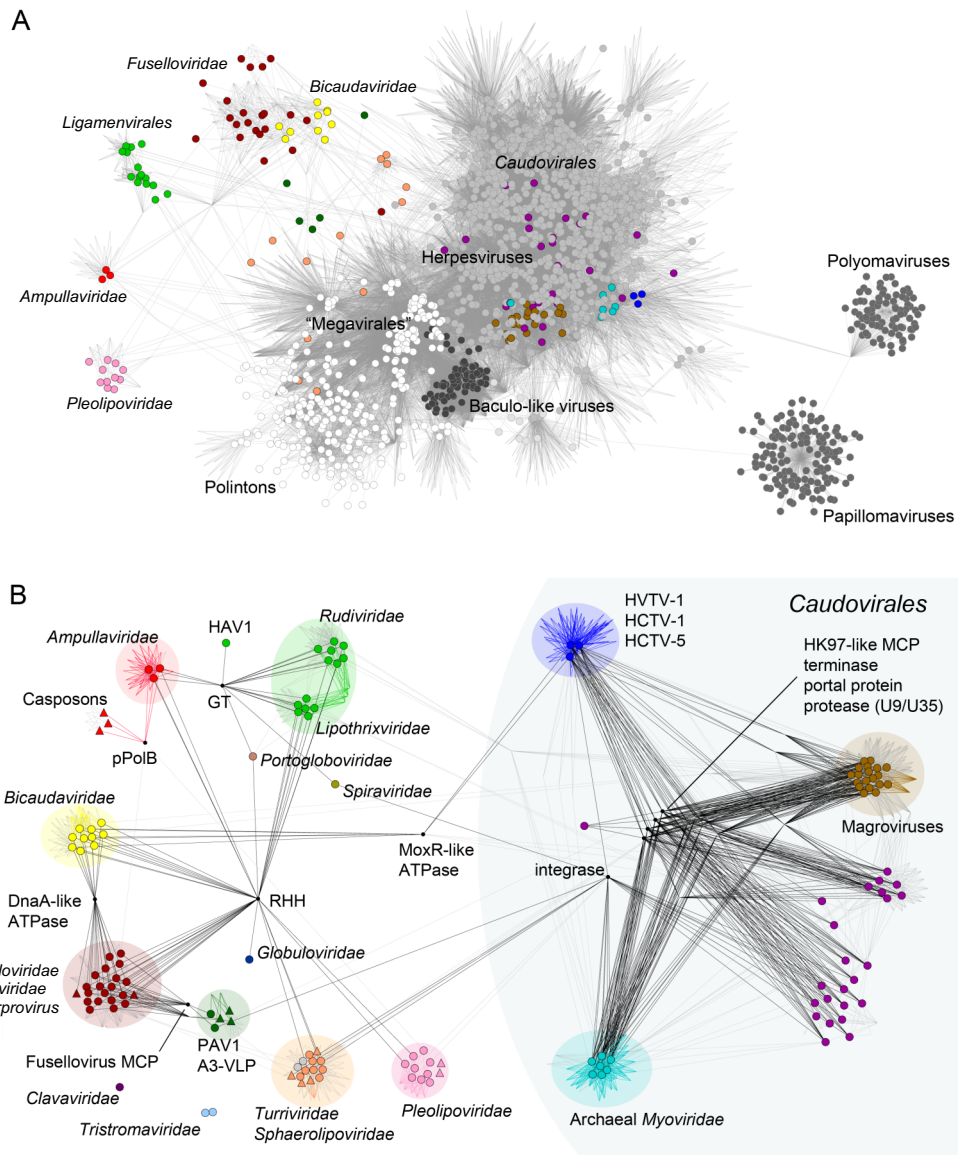 A
Fuselloviridae
Bicaudaviridae
Ligamenvirales
Caudovirales
Herpesviruses
Polyomaviruses
Ampullaviridae
“Megavirales”
Pleolipoviridae
Baculo-like viruses
Polintons
Papillomaviruses
B
Ampullaviridae
HAV1
Rudiviridae
HVTV-1
HCTV-1
HCTV-5
Caudovirales
HK97-like MCP
terminase
portal protein
protease (U9/U35)
Casposons
GT
Lipothrixviridae
pPolB
Portogloboviridae
Spiraviridae
Bicaudaviridae
Magroviruses
MoxR-like
ATPase
integrase
DnaA-like
ATPase
RHH
Globuloviridae
lloviridae
viridae
rprovirus
PAV1
A3-VLP
Fusellovirus MCP
Clavaviridae
Tristromaviridae
Turriviridae
Sphaerolipoviridae
Pleolipoviridae
Archaeal Myoviridae